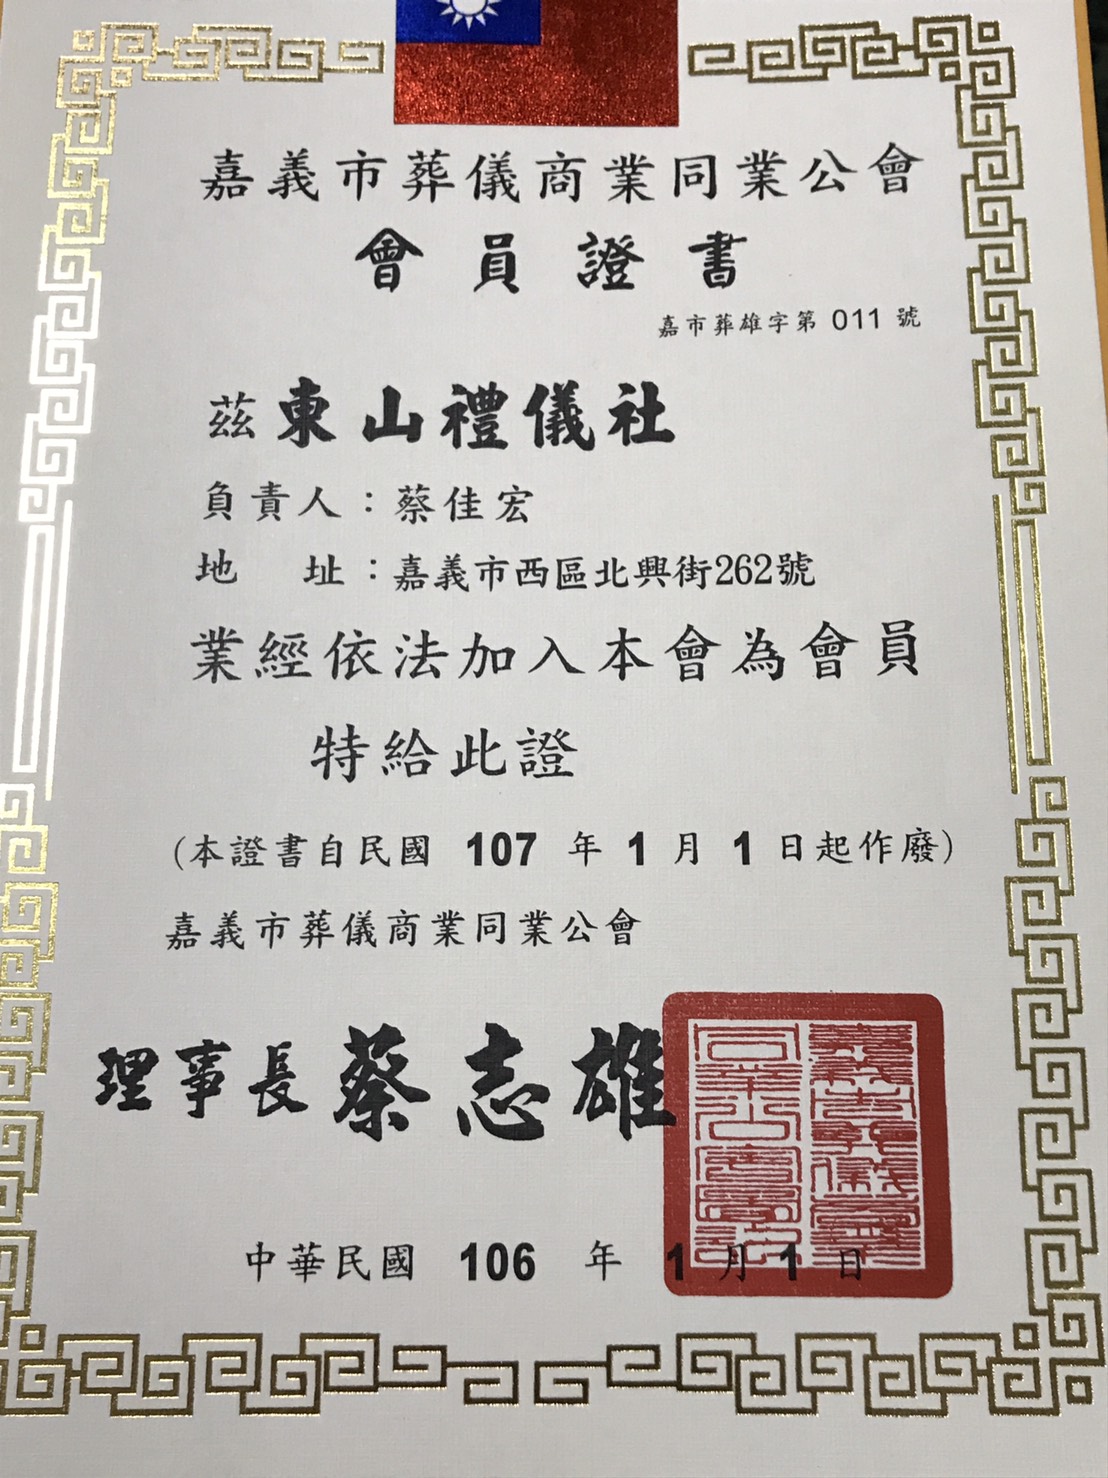 嘉義市葬儀商業同業公會
會員證書
嘉市葬雄字第 011 號
茲東山禮儀社
負責人：蔡佳宏
地 址：嘉義市西區北興街262號
業經依法加入本會為會員
特給此證
(本證書自民國 107 年 1 月 1 日起作廢)
嘉義市葬儀商業同業公會
理事長蔡志雄
中華民國 106 年 1 月 1 日